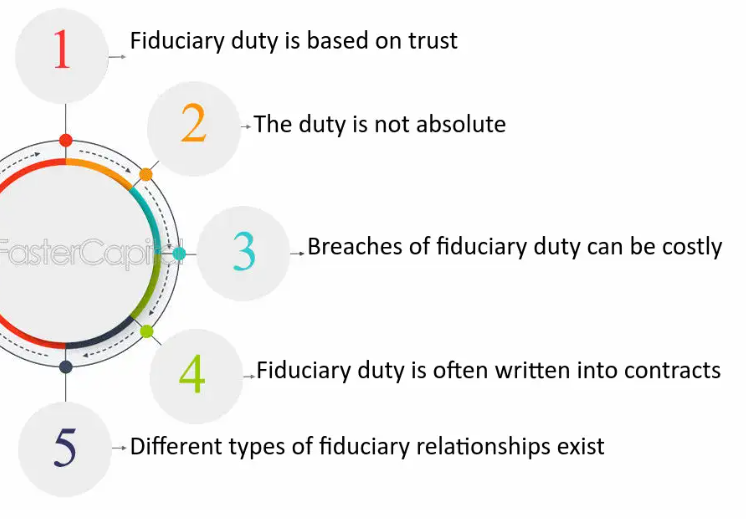 1
Fiduciary duty is based on trust
2
The duty is not absolute
FasterCapital
3
Breaches of fiduciary duty can be costly
4
Fiduciary duty is often written into contracts
5
Different types of fiduciary relationships exist